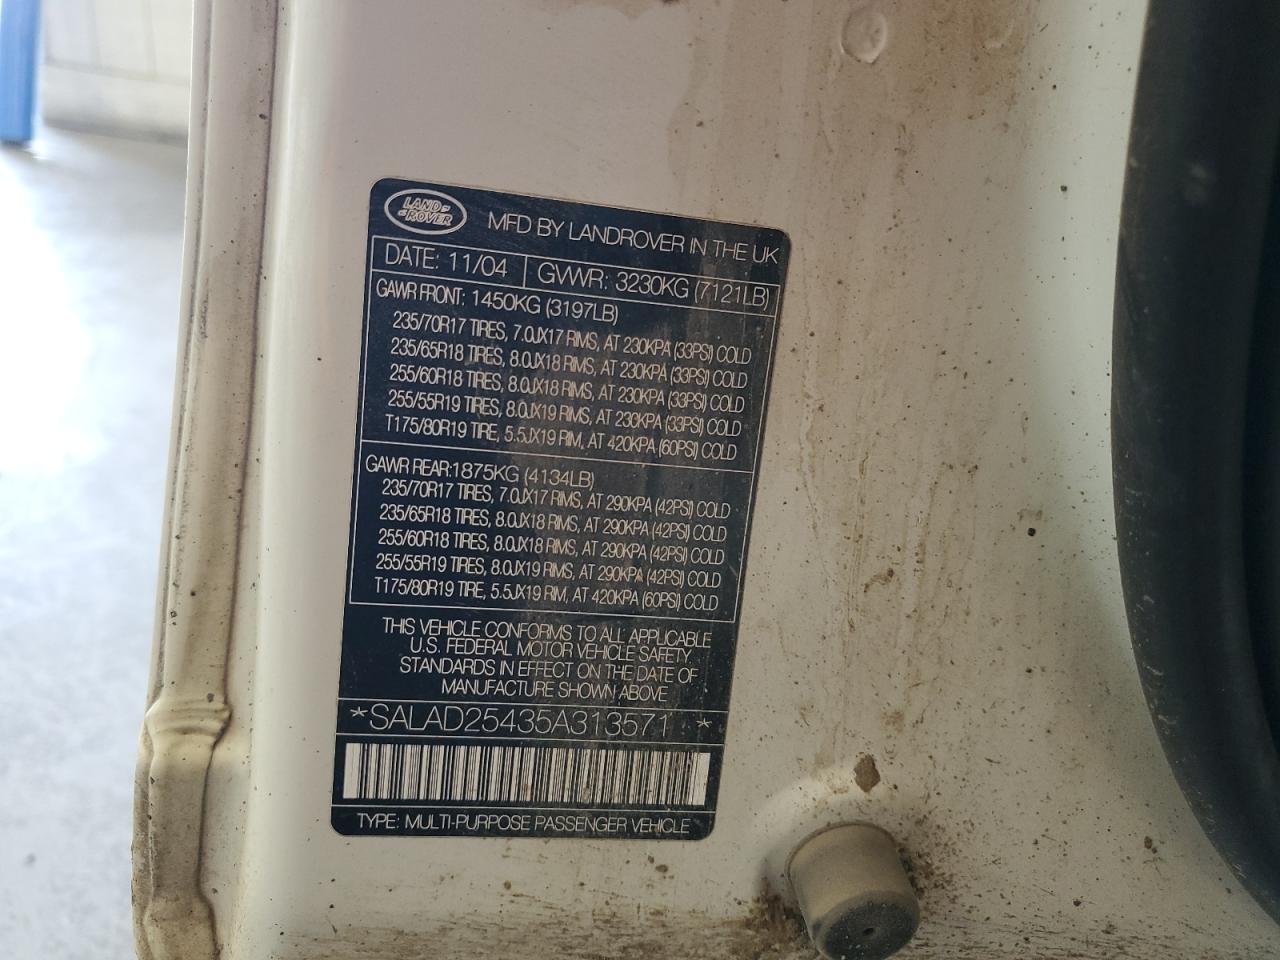 LAND ROVER
MFD BY LANDROVER IN THE UK
DATE: 11/04 GVWR: 3230KG (7121LB)
GAWR FRONT: 1450KG (3197LB)
235/70R17 TIRES, 7.0JX17 RIMS, AT 230KPA (33PSI) COLD
235/65R18 TIRES, 8.0JX18 RIMS, AT 230KPA (33PSI) COLD
255/60R18 TIRES, 8.0JX18 RIMS, AT 230KPA (33PSI) COLD
255/55R19 TIRES, 8.0JX19 RIMS, AT 230KPA (33PSI) COLD
T175/80R19 TIRE, 5.5JX19 RIM, AT 420KPA (60PSI) COLD
GAWR REAR:1875KG (4134LB)
235/70R17 TIRES, 7.0JX17 RIMS, AT 290KPA (42PSI) COLD
235/65R18 TIRES, 8.0JX18 RIMS, AT 290KPA (42PSI) COLD
255/60R18 TIRES, 8.0JX18 RIMS, AT 290KPA (42PSI) COLD
255/55R19 TIRES, 8.0JX19 RIMS, AT 290KPA (42PSI) COLD
T175/80R19 TIRE, 5.5JX19 RIM, AT 420KPA (60PSI) COLD
THIS VEHICLE CONFORMS TO ALL APPLICABLE
U.S. FEDERAL MOTOR VEHICLE SAFETY
STANDARDS IN EFFECT ON THE DATE OF
MANUFACTURE SHOWN ABOVE
*SALAD25435A313571 *
TYPE: MULTI-PURPOSE PASSENGER VEHICLE